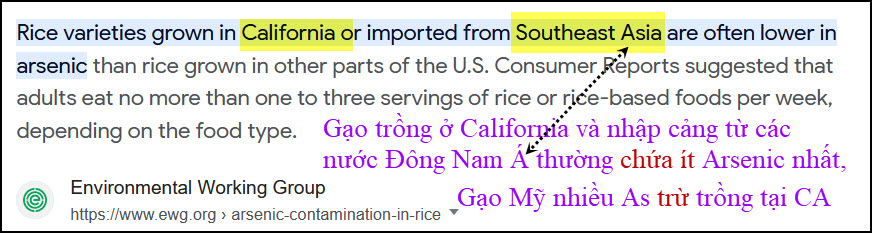 Rice varieties grown in California or imported from Southeast Asia are often lower in
arsenic than rice grown in other parts of the U.S. Consumer Reports suggested that
adults eat no more than one to three servings of rice or rice-based foods per week,
depending on the food type.
Gạo trồng ở California và nhập cảng từ các
nước Đông Nam Á thường chứa ít Arsenic nhất,
Gạo Mỹ nhiều As trừ trồng tại CA
Environmental Working Group
https://www.ewg.org › arsenic-contamination-in-rice